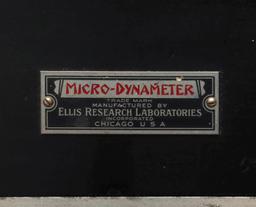 MICRO-DYNAMETER
TRADE MARK
MANUFACTURED BY
ELLIS RESEARCH LABORATORIES
INCORPORATED
CHICAGO U S A